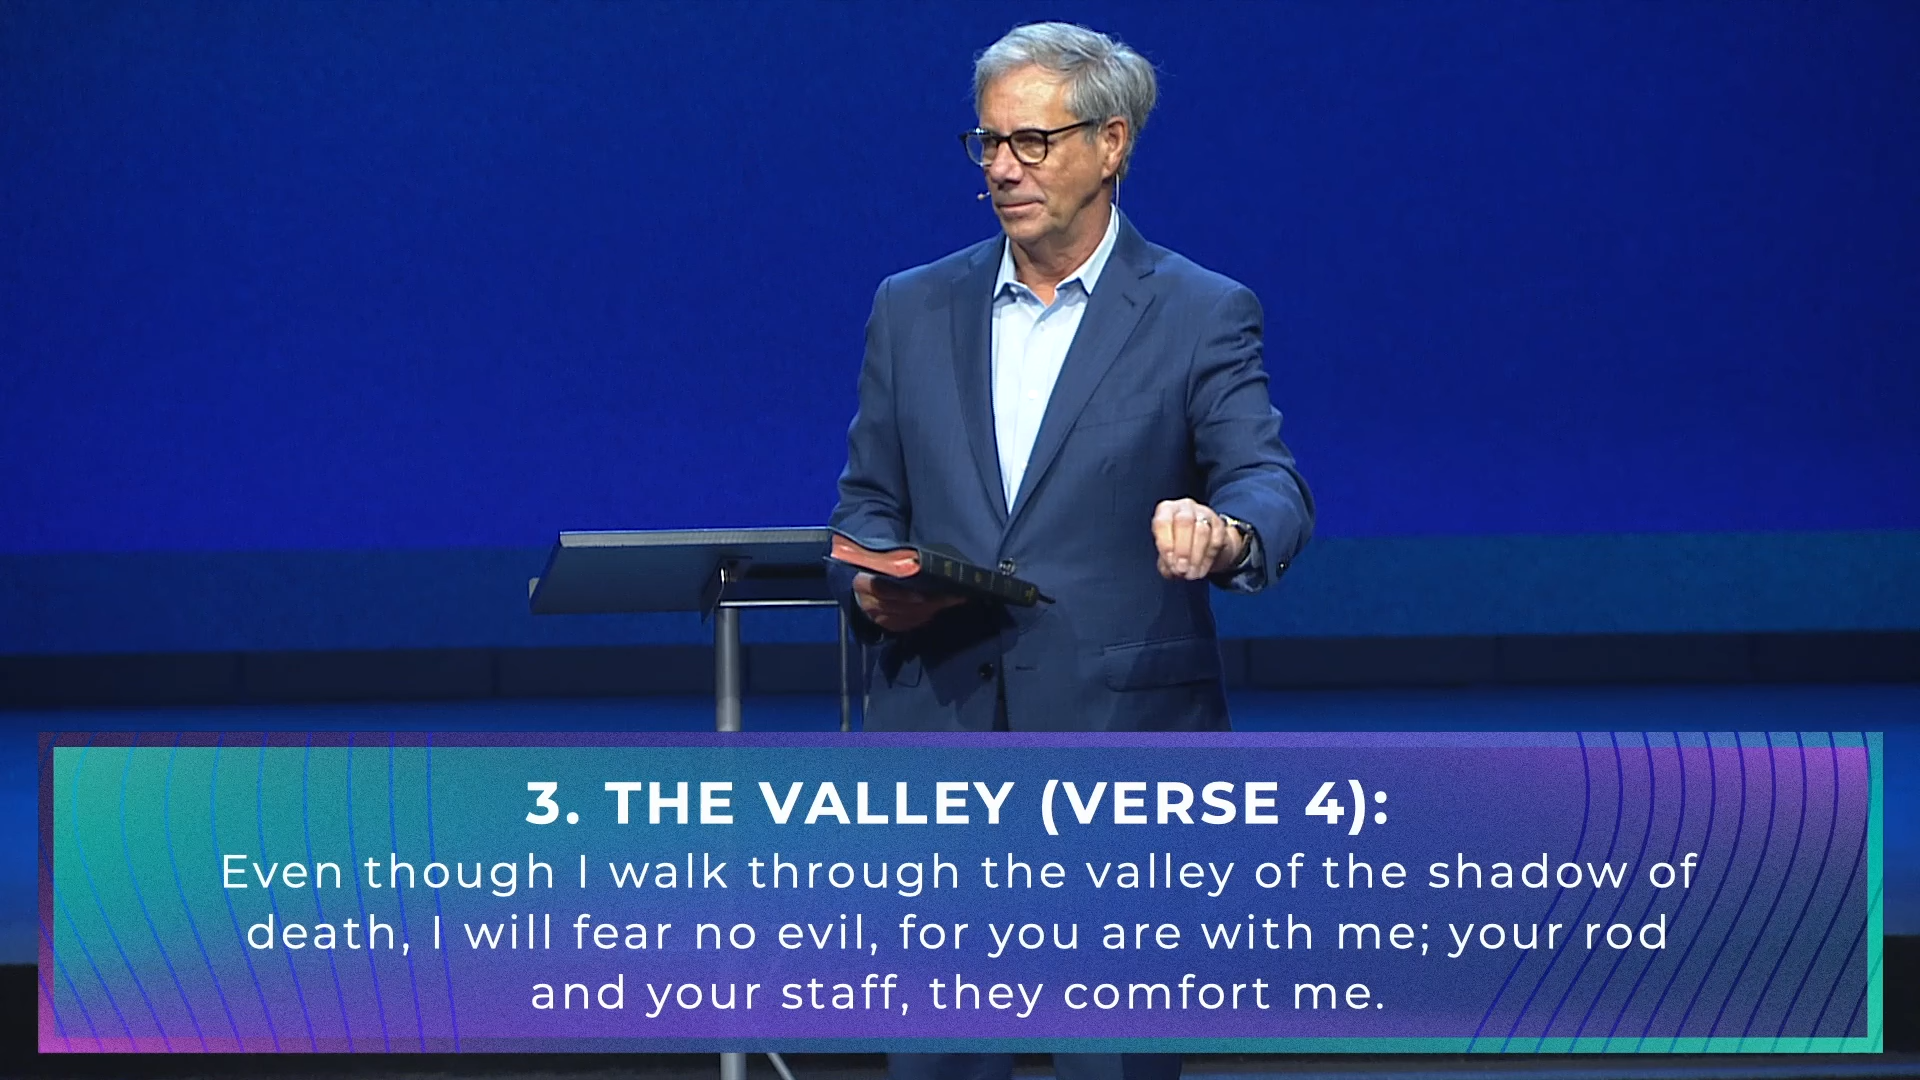 3. THE VALLEY (VERSE 4):
Even though I walk through the valley of the shadow of
death, I will fear no evil, for you are with me; your rod
and your staff, they comfort me.